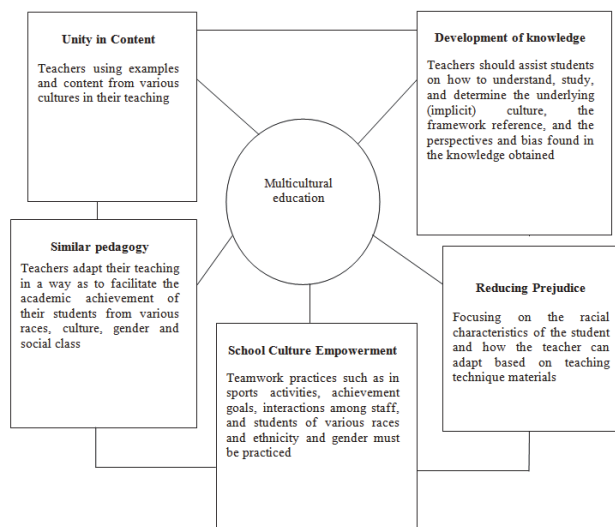 Unity in Content
Teachers using examples
and content from various
cultures in their teaching
Development of knowledge
Teachers should assist students
on how to understand, study,
and determine the underlying
(implicit) culture, the
framework reference, and the
perspectives and bias found in
the knowledge obtained
Multicultural
education
Similar pedagogy
Teachers adapt their teaching
in a way as to facilitate the
academic achievement of
their students from various
races, culture, gender and
social class
Reducing Prejudice
Focusing on the racial
characteristics of the student
and how the teacher can
adapt based on teaching
technique materials
School Culture Empowerment
Teamwork practices such as in
sports activities, achievement
goals, interactions among staff,
and students of various races
and ethnicity and gender must
be practiced